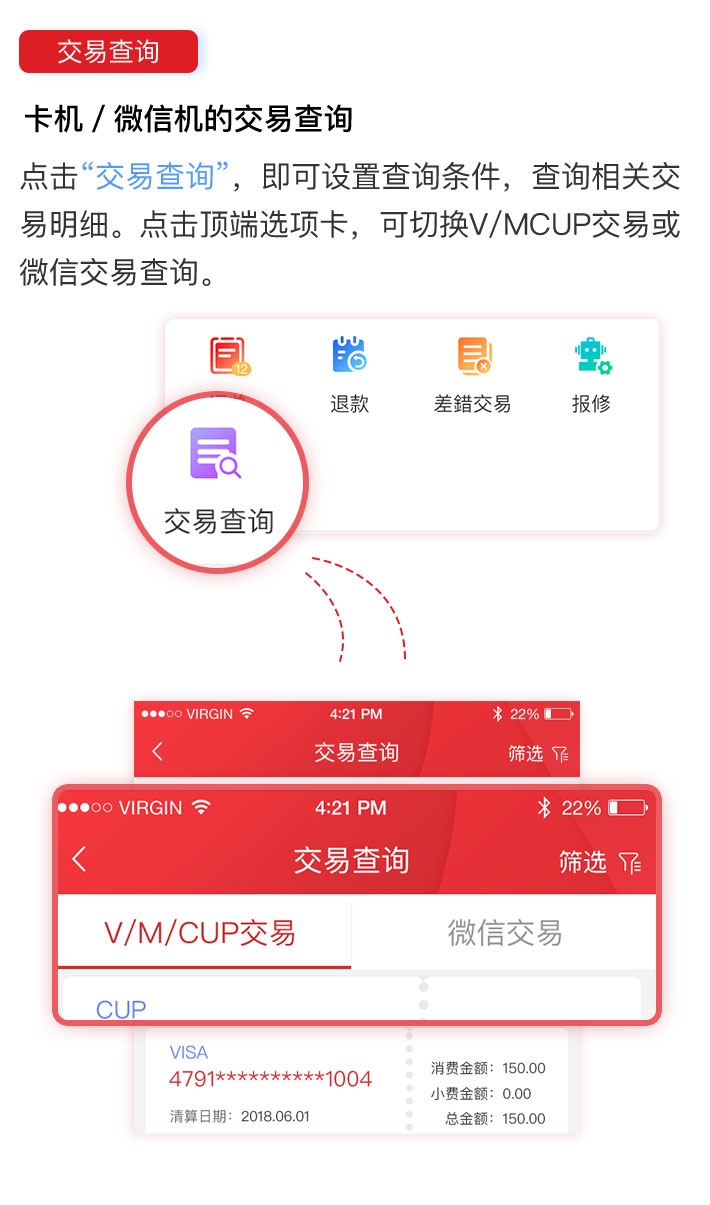 交易查询
卡机 / 微信机的交易查询
点击“交易查询”，即可设置查询条件，查询相关交
易明细。点击顶端选项卡，可切换V/MCUP交易或
微信交易查询。
12
退款
差錯交易
报修
交易查询
VIRGIN
4:21 PM
22%
交易查询
筛选
VIRGIN
4:21 PM
22%
交易查询
筛选
V/M/CUP交易
微信交易
CUP
VISA
4791**********1004
清算日期：2018.06.01
消费金额：150.00
小费金额：0.00
总金额：150.00